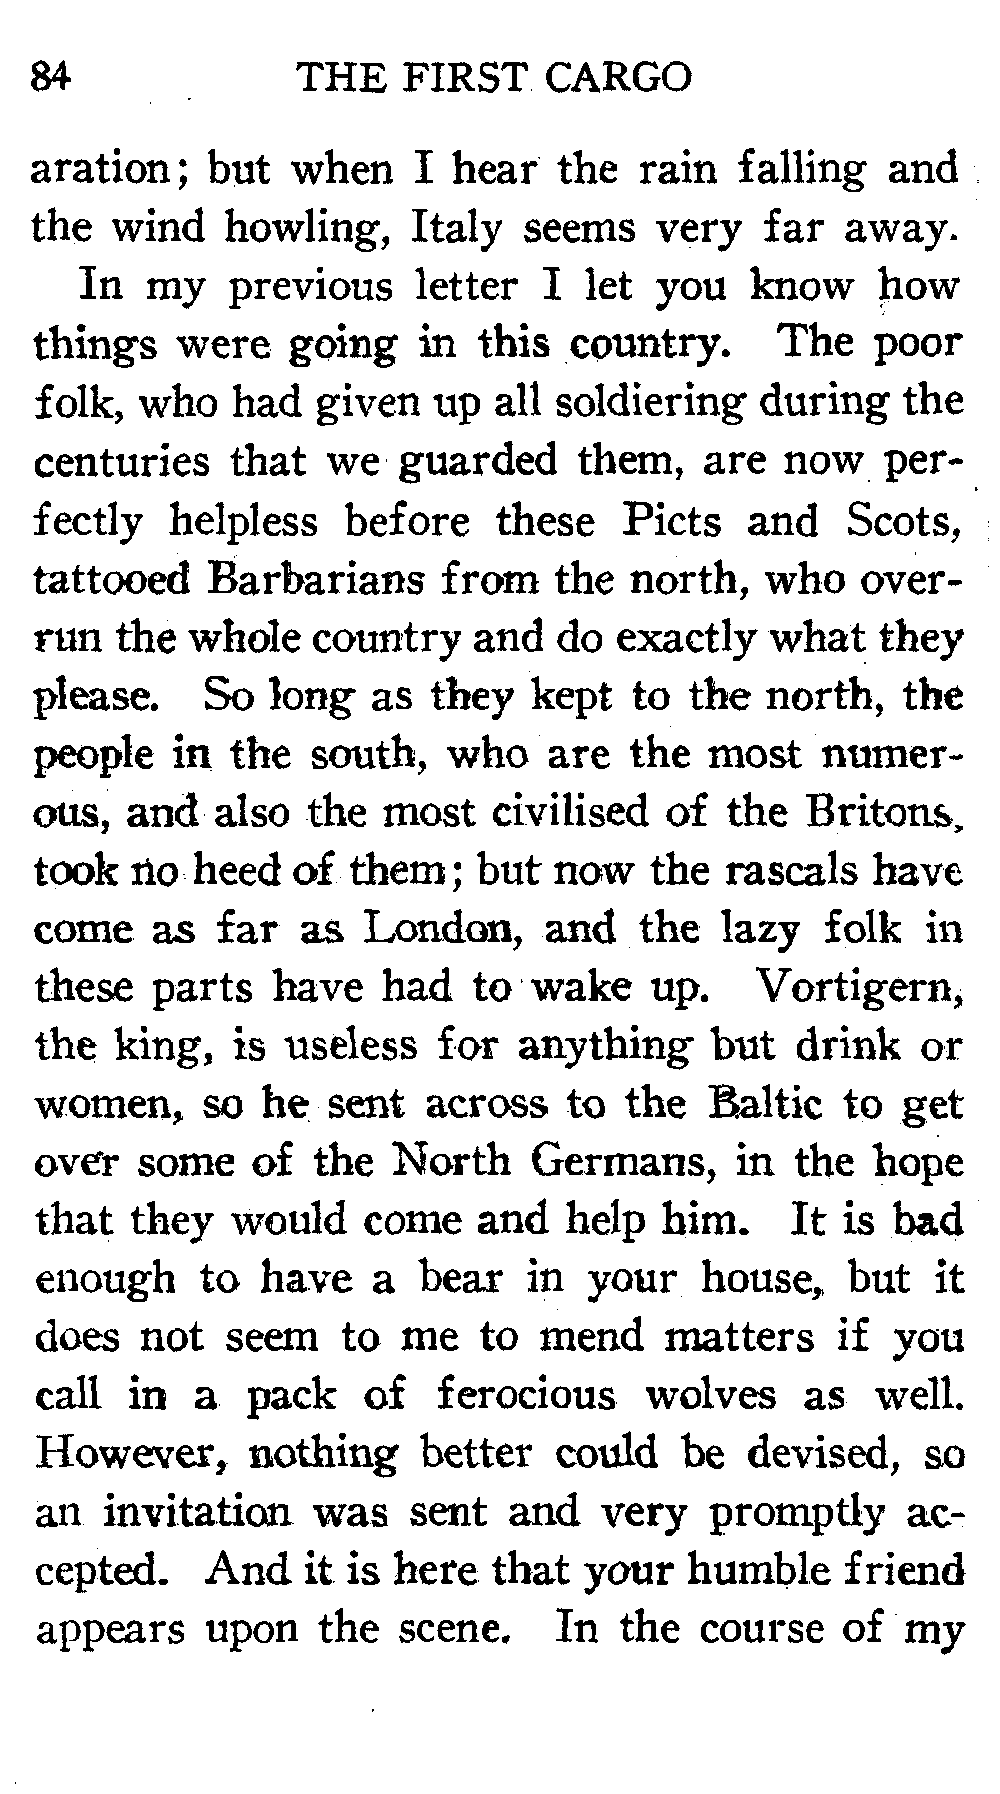 84 THE FIRST CARGO
aration; but when I hear the rain falling and
the wind howling, Italy seems very far away.
In my previous letter I let you know how
things were going in this country. The poor
folk, who had given up all soldiering during the
centuries that we guarded them, are now per-
fectly helpless before these Picts and Scots,
tattooed Barbarians from the north, who over-
run the whole country and do exactly what they
please. So long as they kept to the north, the
people in the south, who are the most numer-
ous, and also the most civilised of the Britons,
took no heed of them; but now the rascals have
come as far as London, and the lazy folk in
these parts have had to wake up. Vortigern,
the king, is useless for anything but drink or
women, so he sent across to the Baltic to get
over some of the North Germans, in the hope
that they would come and help him. It is bad
enough to have a bear in your house, but it
does not seem to me to mend matters if you
call in a pack of ferocious wolves as well.
However, nothing better could be devised, so
an invitation was sent and very promptly ac-
cepted. And it is here that your humble friend
appears upon the scene. In the course of my